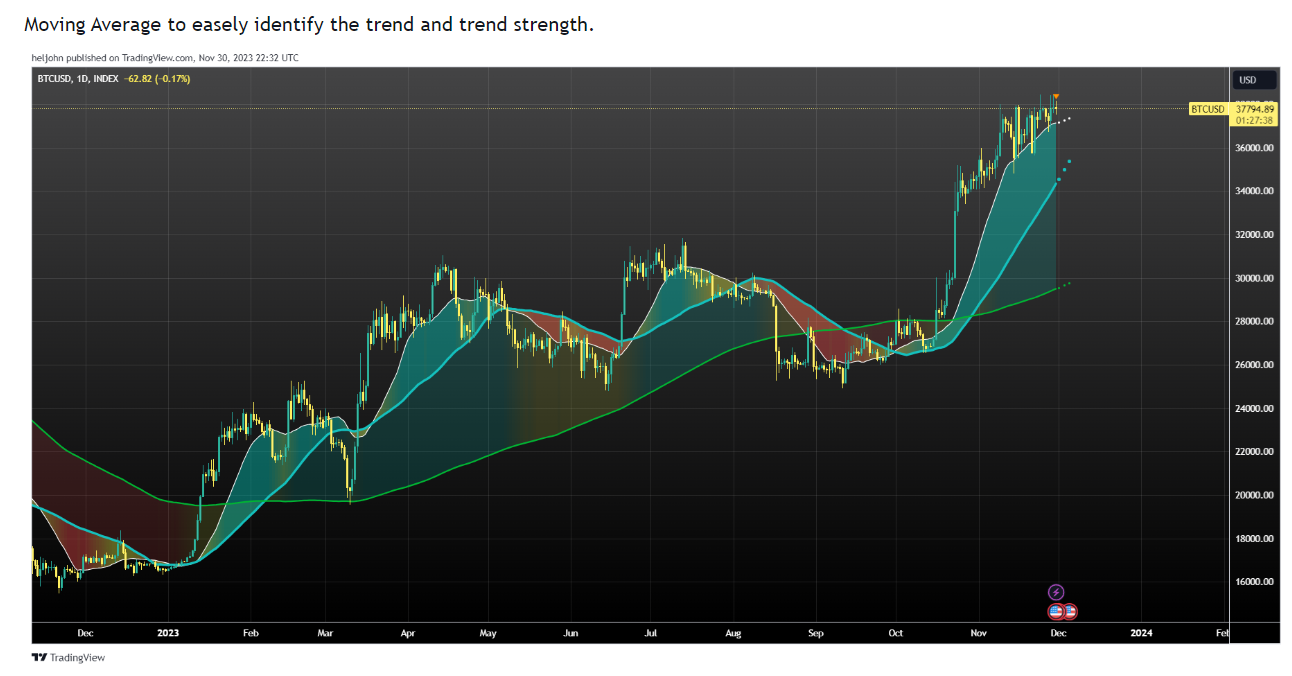 Moving Average to easely identify the trend and trend strength.
heljohn published on TradingView.com, Nov 30, 2023 22:32 UTC
BTCUSD, 1D, INDEX −62.82 (−0.17%)
USD
BTCUSD 37794.89
01:27:38
36000.00
34000.00
32000.00
30000.00
28000.00
26000.00
24000.00
22000.00
20000.00
18000.00
16000.00
Dec 2023 Feb Mar Apr May Jun Jul Aug Sep Oct Nov Dec 2024
TradingView